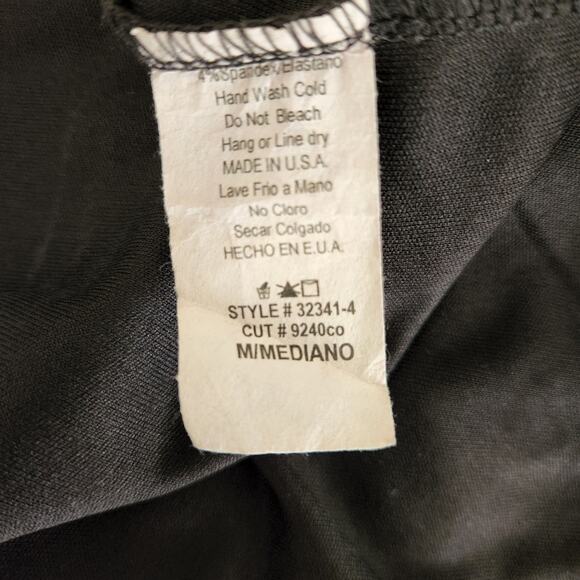 4%Spandex/Elastano
Hand Wash Cold
Do Not Bleach
Hang or Line dry
MADE IN U.S.A.
Lave Frio a Mano
No Cloro
Secar Colgado
HECHO EN E.U.A.
STYLE # 32341-4
CUT # 9240co
M/MEDIANO